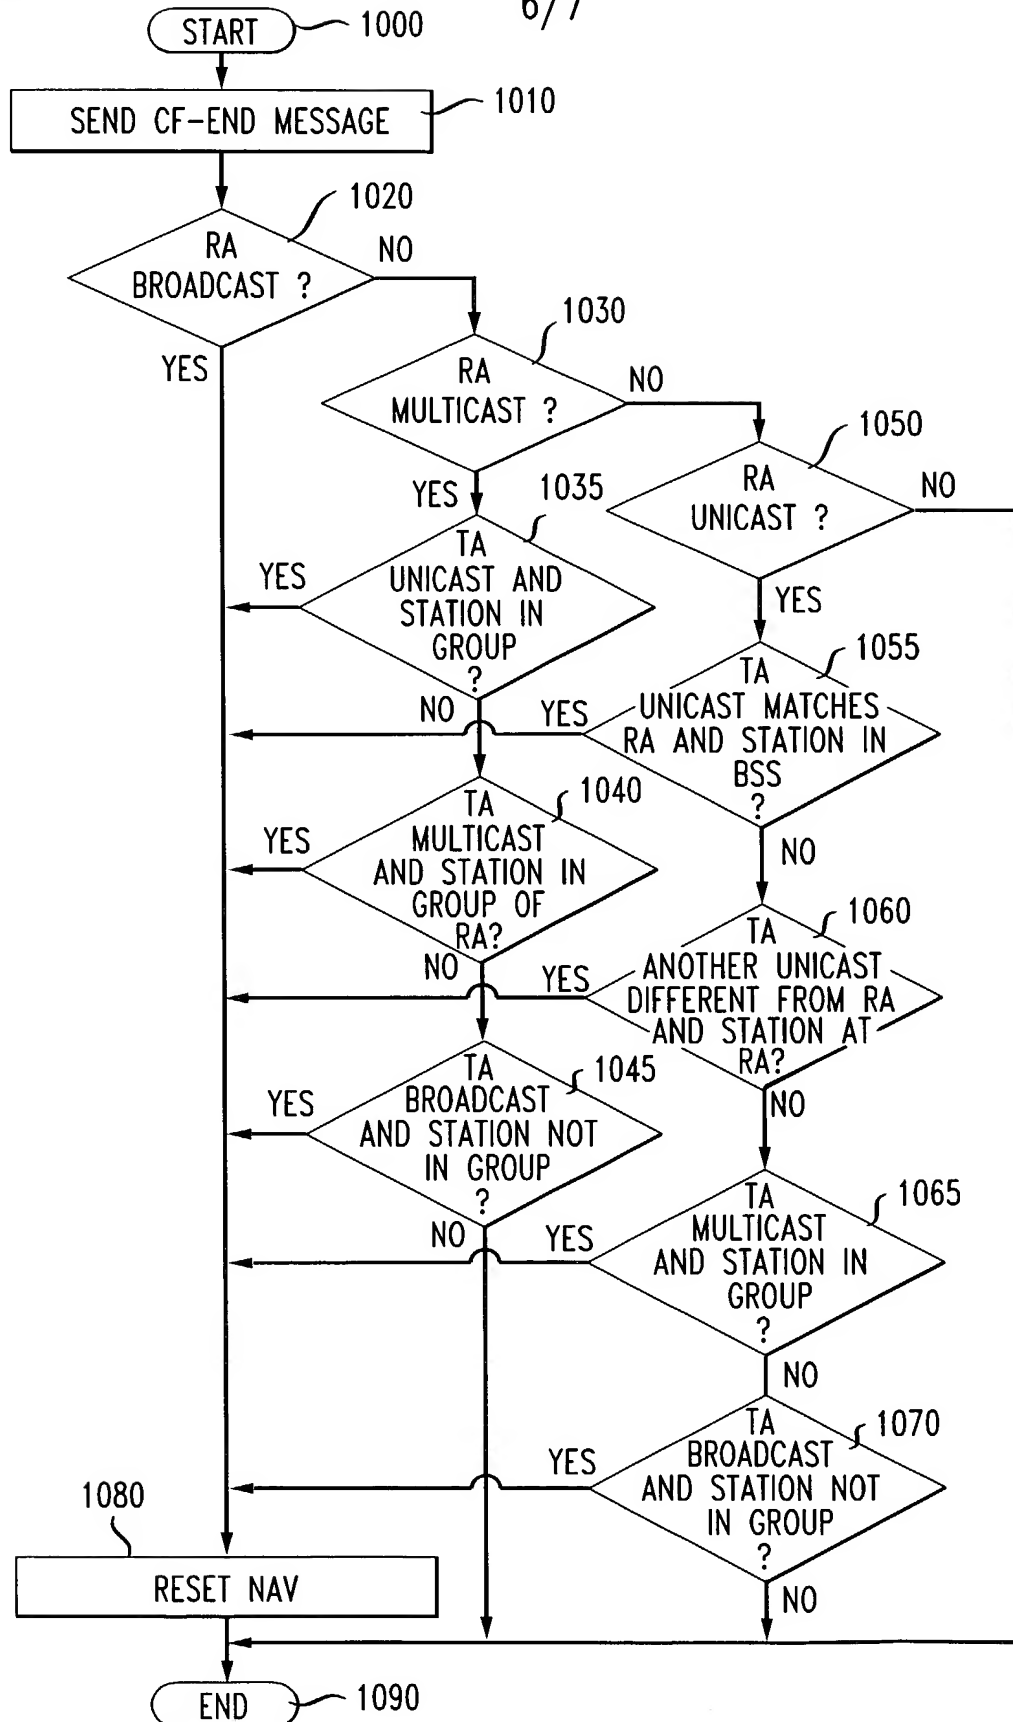 6/7
START
1000
SEND CF-END MESSAGE
1010
1020
RA
BROADCAST ?
NO
YES
1030
RA
MULTICAST ?
NO
YES
1050
RA
UNICAST ?
NO
YES
1035
TA
UNICAST AND
STATION IN
GROUP
?
YES
NO
1055
TA
UNICAST MATCHES
RA AND STATION IN
BSS
?
YES
NO
1040
TA
MULTICAST
AND STATION IN
GROUP OF
RA?
YES
NO
1060
TA
ANOTHER UNICAST
DIFFERENT FROM RA
AND STATION AT
RA?
YES
NO
1045
TA
BROADCAST
AND STATION NOT
IN GROUP
?
YES
NO
1065
TA
MULTICAST
AND STATION IN
GROUP
?
YES
NO
1070
TA
BROADCAST
AND STATION NOT
IN GROUP
?
YES
NO
1080
RESET NAV
END
1090